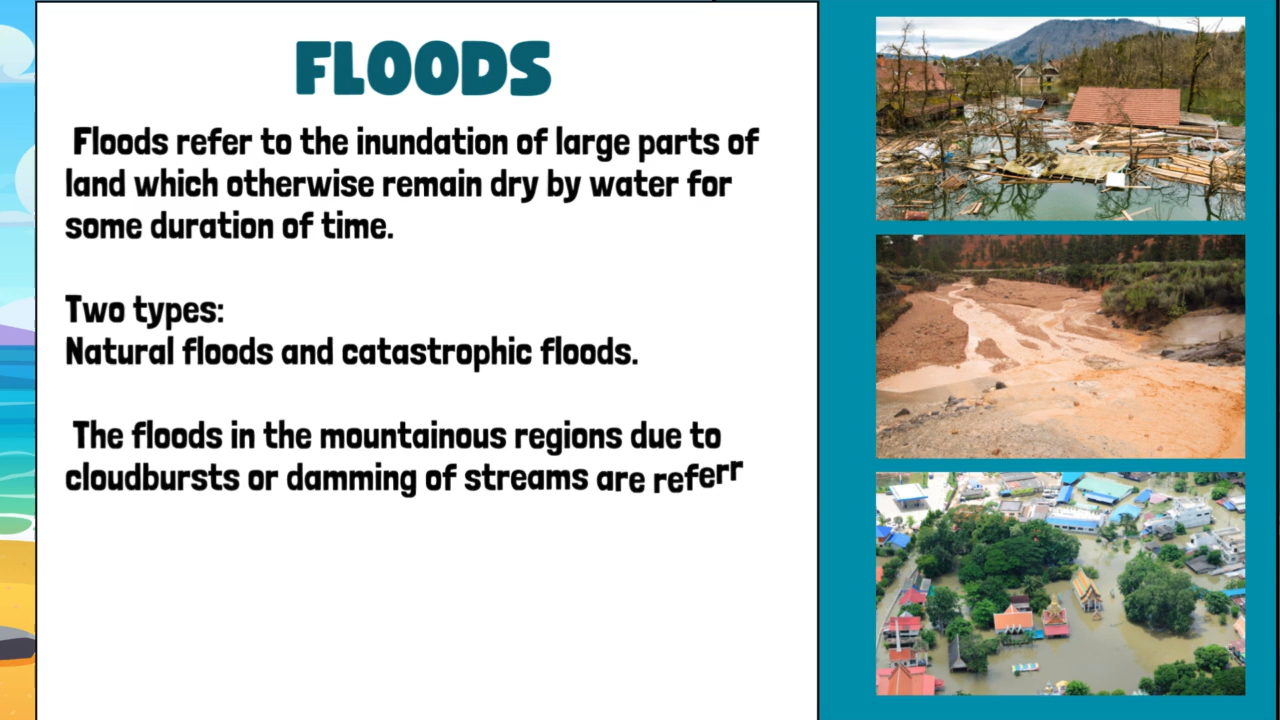 FLOODS
Floods refer to the inundation of large parts of
land which otherwise remain dry by water for
some duration of time.
Two types:
Natural floods and catastrophic floods.
The floods in the mountainous regions due to
cloudbursts or damming of streams are referr